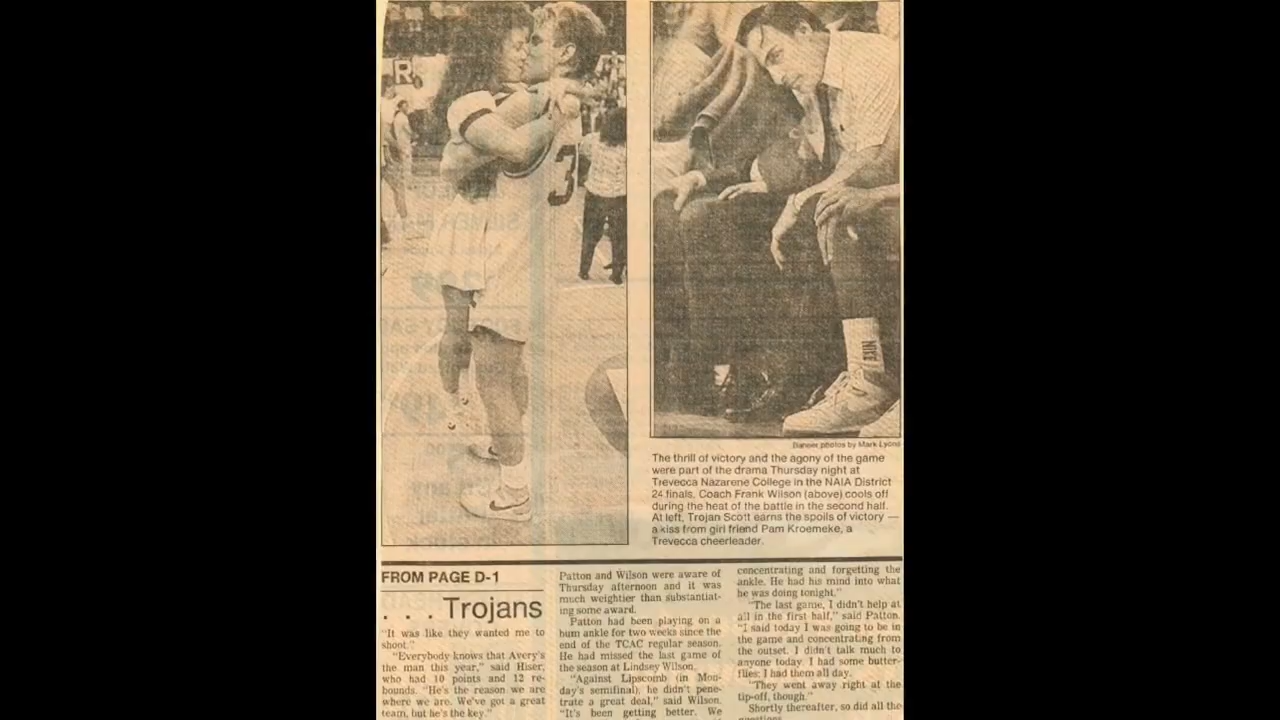 R
3
NIKE
Banner photos by Mark Lyons
The thrill of victory and the agony of the game
were part of the drama Thursday night at
Trevecca Nazarene College in the NAIA District
24 finals. Coach Frank Wilson (above) cools off
during the heat of the battle in the second half.
At left, Trojan Scott earns the spoils of victory —
a kiss from girl friend Pam Kroemeke, a
Trevecca cheerleader.
FROM PAGE D-1
. . . Trojans
"It was like they wanted me to
shoot."
"Everybody knows that Avery's
the man this year," said Hiser,
who had 10 points and 12 re-
bounds. "He's the reason we are
where we are. We've got a great
team, but he's the key."
Patton and Wilson were aware of
Thursday afternoon and it was
much weightier than substantiat-
ing some award.
Patton had been playing on a
bum ankle for two weeks since the
end of the TCAC regular season.
He had missed the last game of
the season at Lindsey Wilson.
"Against Lipscomb (in Mon-
day's semifinal), he didn't pene-
trate a great deal," said Wilson.
"It's been getting better. We
concentrating and forgetting the
ankle. He had his mind into what
he was doing tonight."
"The last game, I didn't help at
all in the first half," said Patton.
"I said today I was going to be in
the game and concentrating from
the outset. I didn't talk much to
anyone today. I had some butter-
flies; I had them all day.
"They went away right at the
tip-off, though."
Shortly thereafter, so did all the